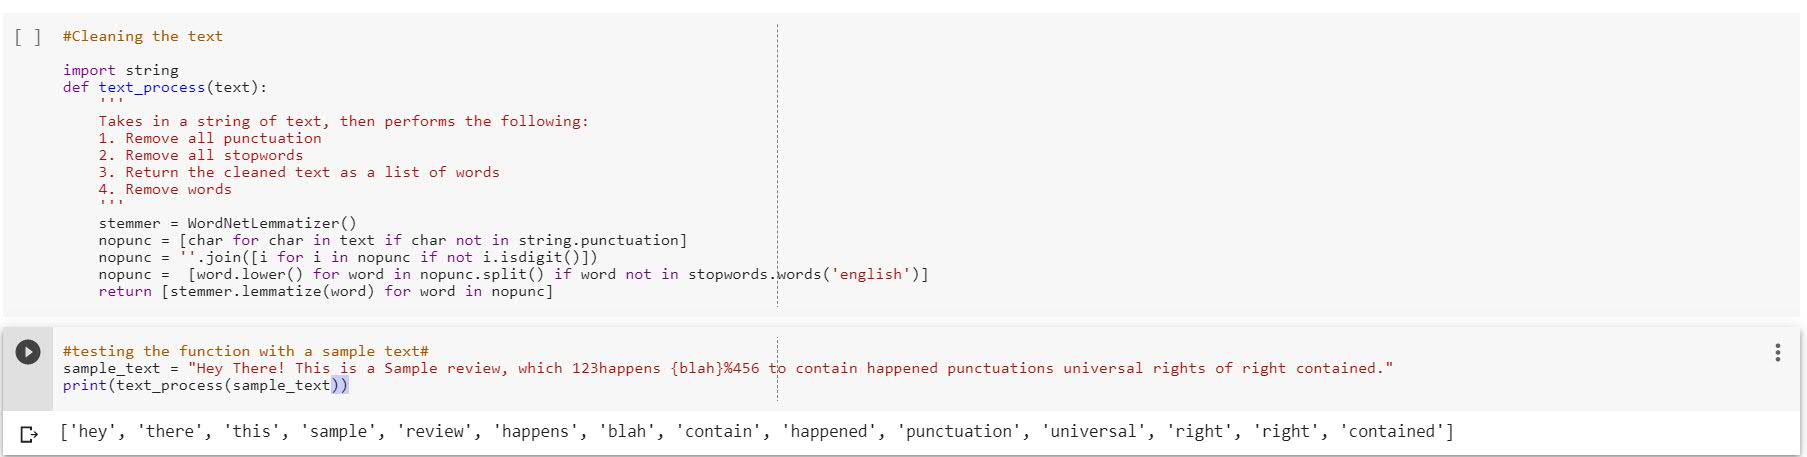 [ ] #Cleaning the text
import string
def text_process(text):
'''
Takes in a string of text, then performs the following:
1. Remove all punctuation
2. Remove all stopwords
3. Return the cleaned text as a list of words
4. Remove words
'''
stemmer = WordNetLemmatizer()
nopunc = [char for char in text if char not in string.punctuation]
nopunc = ''.join([i for i in nopunc if not i.isdigit()])
nopunc =  [word.lower() for word in nopunc.split() if word not in stopwords.words('english')]
return [stemmer.lemmatize(word) for word in nopunc]
#testing the function with a sample text#
sample_text = "Hey There! This is a Sample review, which 123happens {blah}%456 to contain happened punctuations universal rights of right contained."
print(text_process(sample_text))
['hey', 'there', 'this', 'sample', 'review', 'happens', 'blah', 'contain', 'happened', 'punctuation', 'universal', 'right', 'right', 'contained']